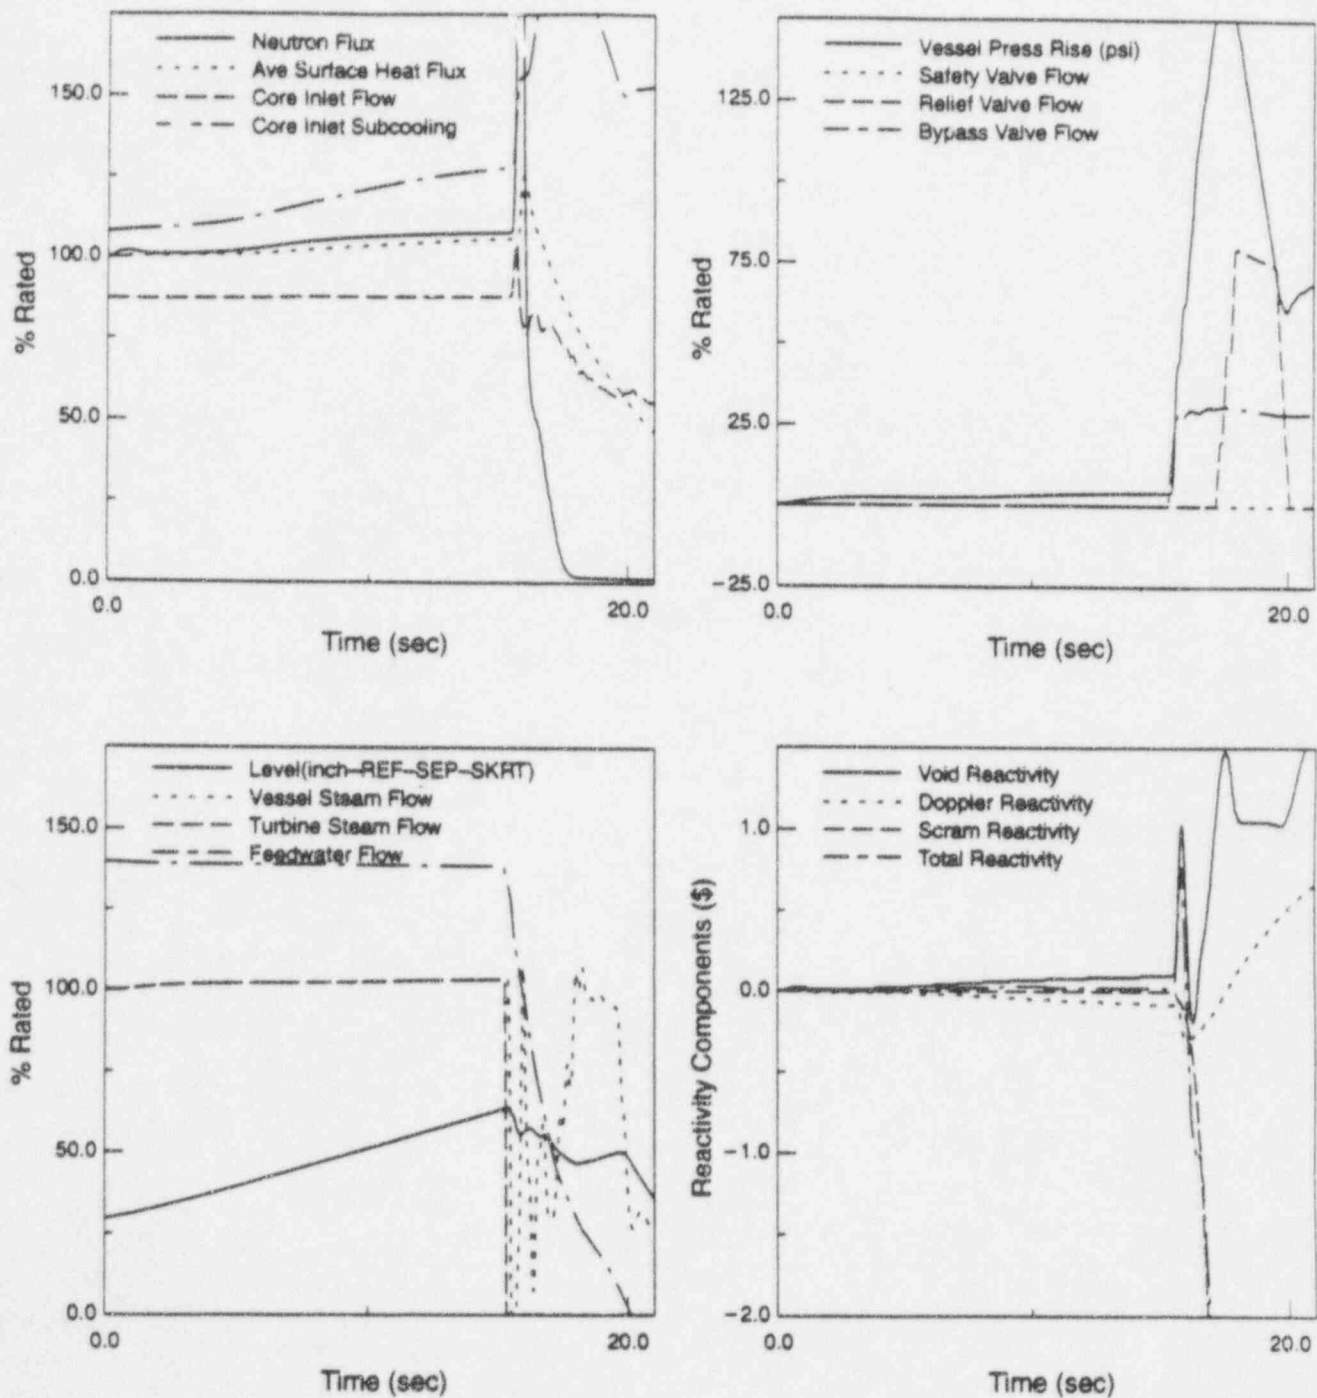 Neutron Flux
Ave Surface Heat Flux
Core Inlet Flow
Core Inlet Subcooling
150.0
100.0
50.0
0.0
% Rated
0.0
20.0
Time (sec)
Vessel Press Rise (psi)
Safety Valve Flow
Relief Valve Flow
Bypass Valve Flow
125.0
75.0
25.0
-25.0
% Rated
0.0
20.0
Time (sec)
Level(inch-REF-SEP-SKRT)
Vessel Steam Flow
Turbine Steam Flow
Feedwater Flow
150.0
100.0
50.0
0.0
% Rated
0.0
20.0
Time (sec)
Void Reactivity
Doppler Reactivity
Scram Reactivity
Total Reactivity
1.0
0.0
-1.0
-2.0
Reactivity Components ($)
0.0
20.0
Time (sec)